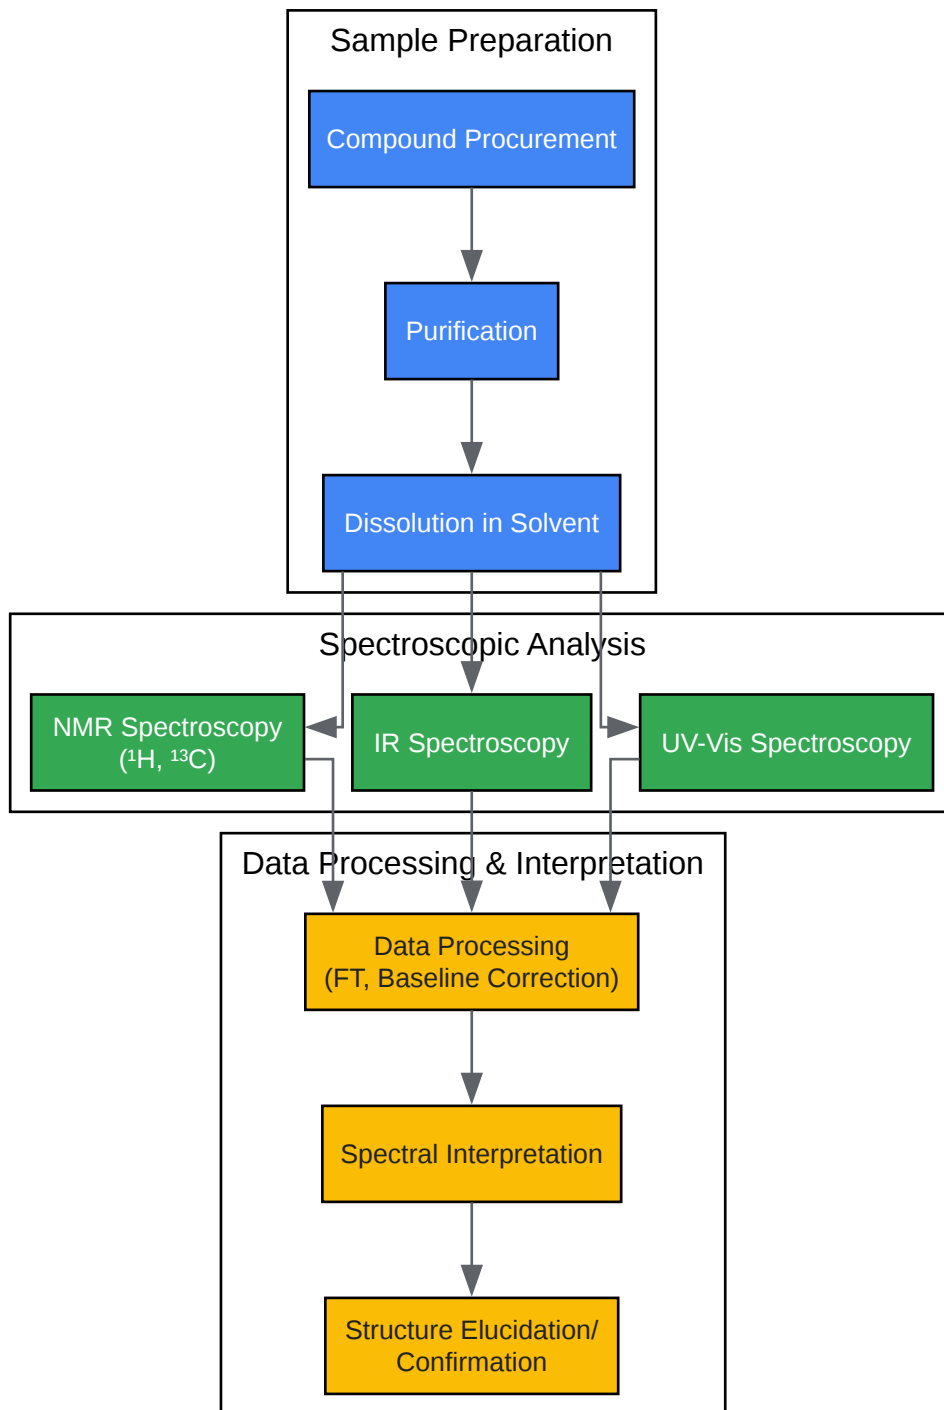 Sample Preparation
Compound Procurement
Purification
Dissolution in Solvent
Spectroscopic Analysis
NMR Spectroscopy
(¹H, ¹³C)
IR Spectroscopy
UV-Vis Spectroscopy
Data Processing & Interpretation
Data Processing
(FT, Baseline Correction)
Spectral Interpretation
Structure Elucidation/
Confirmation